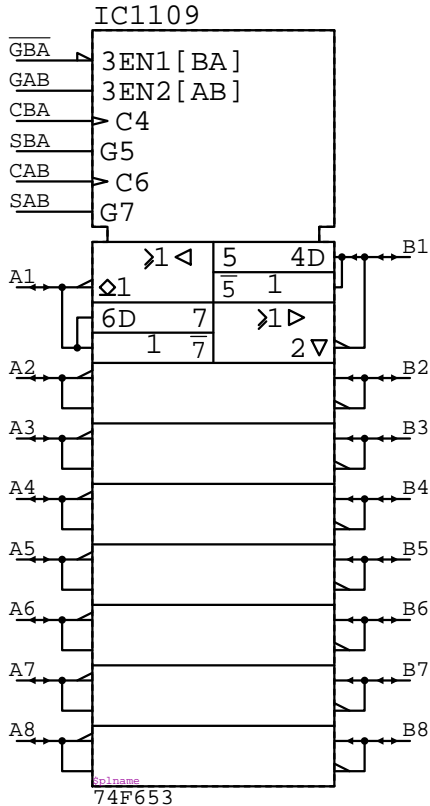 IC1109
GBA
3EN1[BA]
GAB
3EN2[AB]
CBA
C4
SBA
G5
CAB
C6
SAB
G7
≥1 5 4D
B1
A1
1 5 1
6D 7 ≥1
1 7 2
A2 B2
A3 B3
A4 B4
A5 B5
A6 B6
A7 B7
A8 B8
$plname
74F653